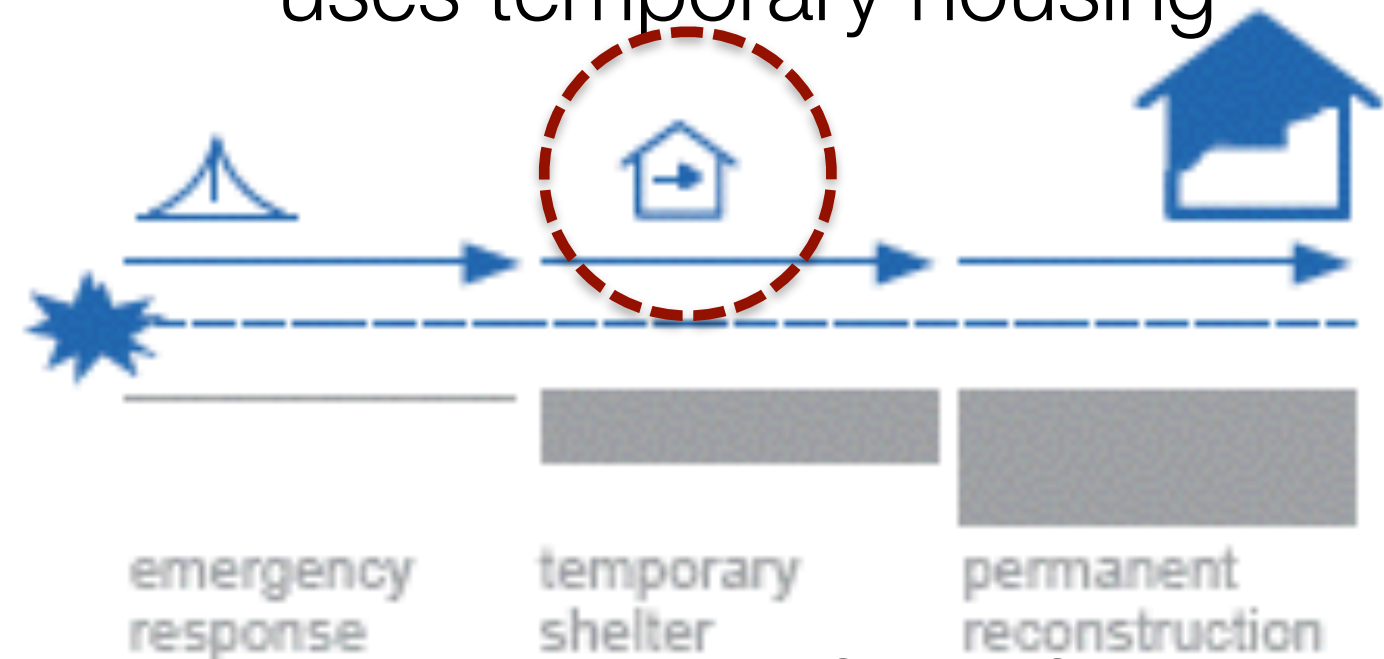 uses temporary housing
emergency
response
temporary
shelter
permanent
reconstruction